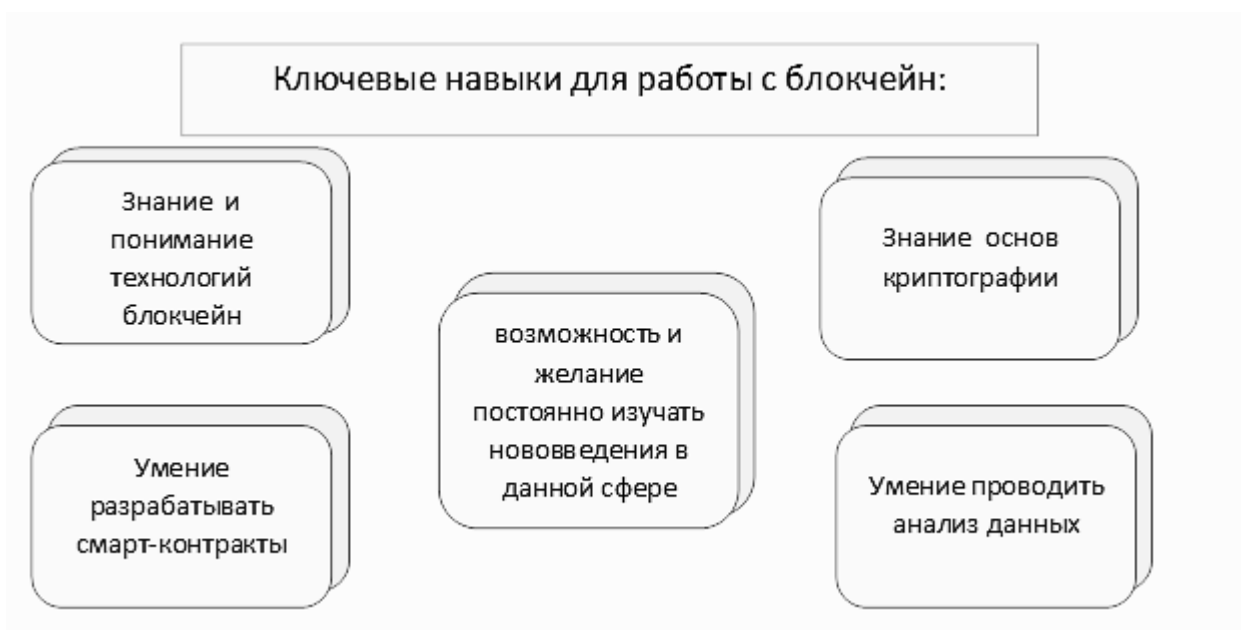 Ключевые навыки для работы с блокчейн:
Знание и
понимание
технологий
блокчейн
Знание основ
криптографии
возможность и
желание
постоянно изучать
нововведения в
данной сфере
Умение
разрабатывать
смарт-контракты
Умение проводить
анализ данных